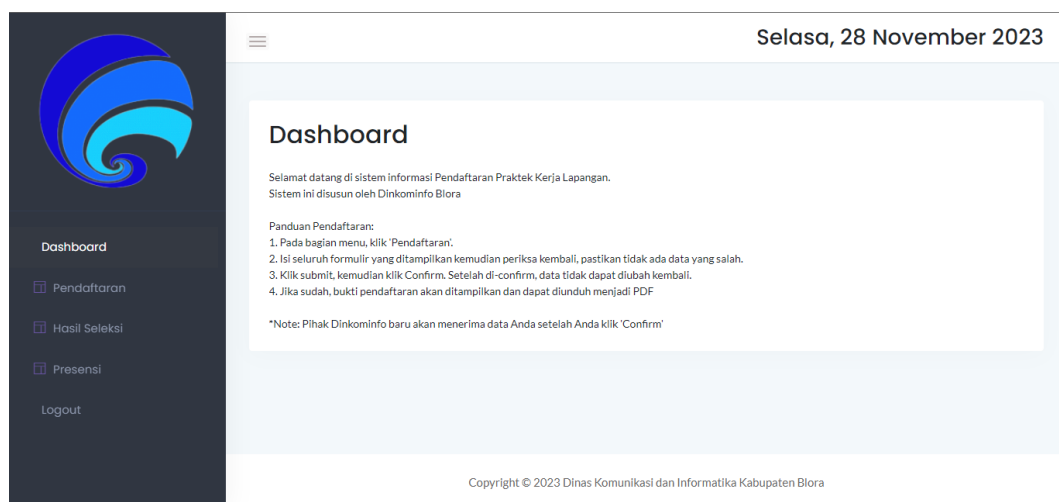 Selasa, 28 November 2023
Dashboard
Pendaftaran
Hasil Seleksi
Presensi
Logout
Dashboard
Selamat datang di sistem informasi Pendaftaran Praktek Kerja Lapangan.
Sistem ini disusun oleh Dinkominfo Blora
Panduan Pendaftaran:
1. Pada bagian menu, klik 'Pendaftaran'.
2. Isi seluruh formulir yang ditampilkan kemudian periksa kembali, pastikan tidak ada data yang salah.
3. Klik submit, kemudian klik Confirm. Setelah di-confirm, data tidak dapat diubah kembali.
4. Jika sudah, bukti pendaftaran akan ditampilkan dan dapat diunduh menjadi PDF
*Note: Pihak Dinkominfo baru akan menerima data Anda setelah Anda klik 'Confirm'
Copyright © 2023 Dinas Komunikasi dan Informatika Kabupaten Blora